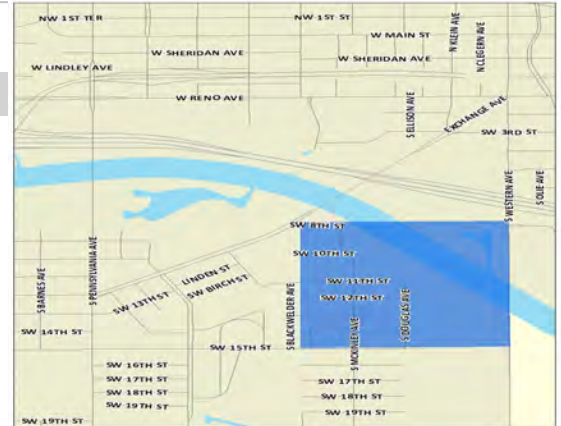 NW 1ST TER
NW 1ST ST
W MAIN ST
N KLEIN AVE
N CLEGERN AVE
W SHERIDAN AVE
W SHERIDAN AVE
W LINDLEY AVE
W RENO AVE
S ELLISON AVE
EXCHANGE AVE
SW 3RD ST
S WESTERN AVE
S OLIE AVE
SW 8TH ST
SW 10TH ST
S BARNES AVE
S PENNSYLVANIA AVE
LINDEN ST
SW BIRCH ST
SW 13TH ST
SW 11TH ST
SW 12TH ST
S BLACKWELDER AVE
S MCKINLEY AVE
S DOUGLAS AVE
SW 14TH ST
SW 15TH ST
SW 16TH ST
SW 17TH ST
SW 18TH ST
SW 19TH ST
SW 17TH ST
SW 18TH ST
SW 19TH ST
SW 19TH ST